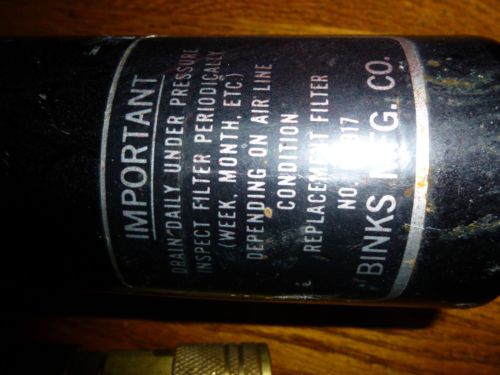 IMPORTANT
DRAIN DAILY UNDER PRESSURE
INSPECT FILTER PERIODICALLY
(WEEK, MONTH, ETC.)
DEPENDING ON AIR LINE
CONDITION
REPLACEMENT FILTER
NO. 17
BINKS MFG. CO.